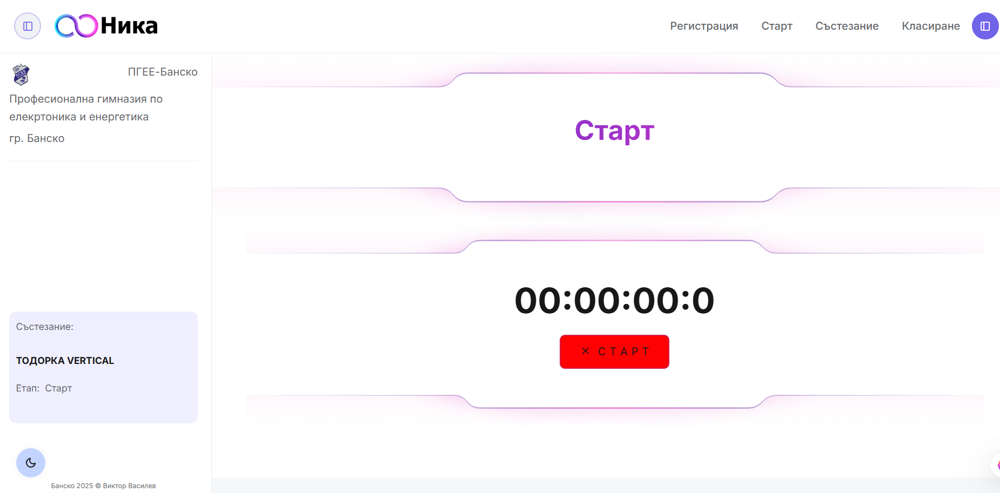 Ника
Регистрация Старт Състезание Класиране
ПГЕЕ
ПГЕЕ-Банско
Професионална гимназия по
елекртоника и енергетика
гр. Банско
Старт
00:00:00:0
СТАРТ
Състезание:
ТОДОРКА VERTICAL
Етап: Старт
Банско 2025 © Виктор Василев